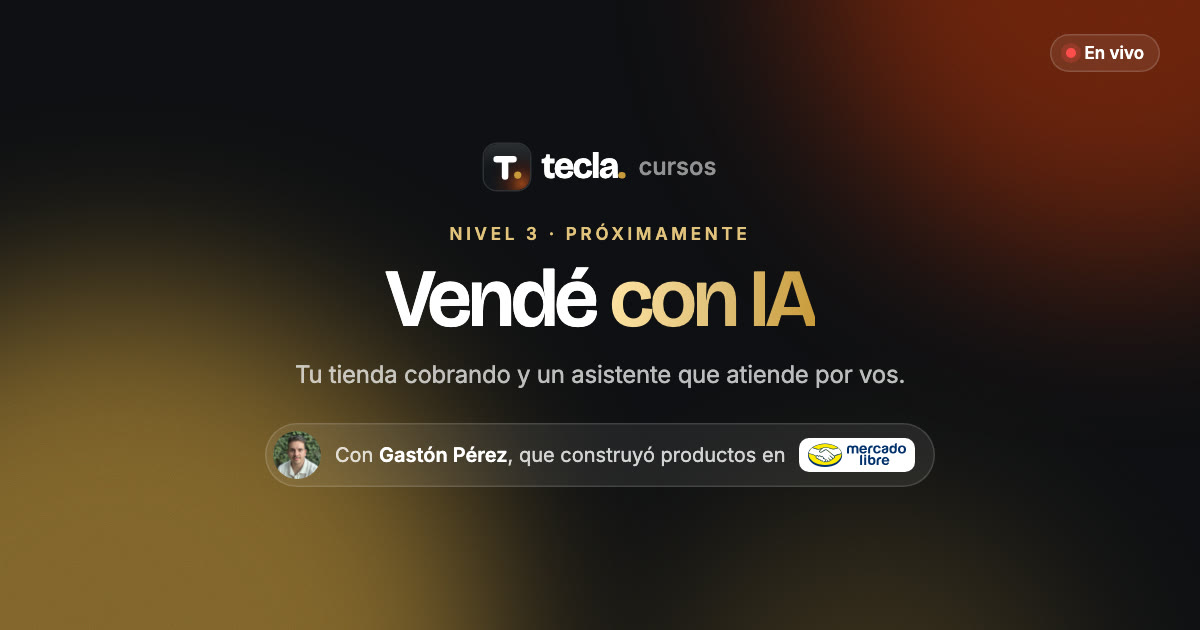 En vivo
T. tecla. cursos
NIVEL 3 · PRÓXIMAMENTE
Vendé con IA
Tu tienda cobrando y un asistente que atiende por vos.
Con Gastón Pérez, que construyó productos en mercado libre